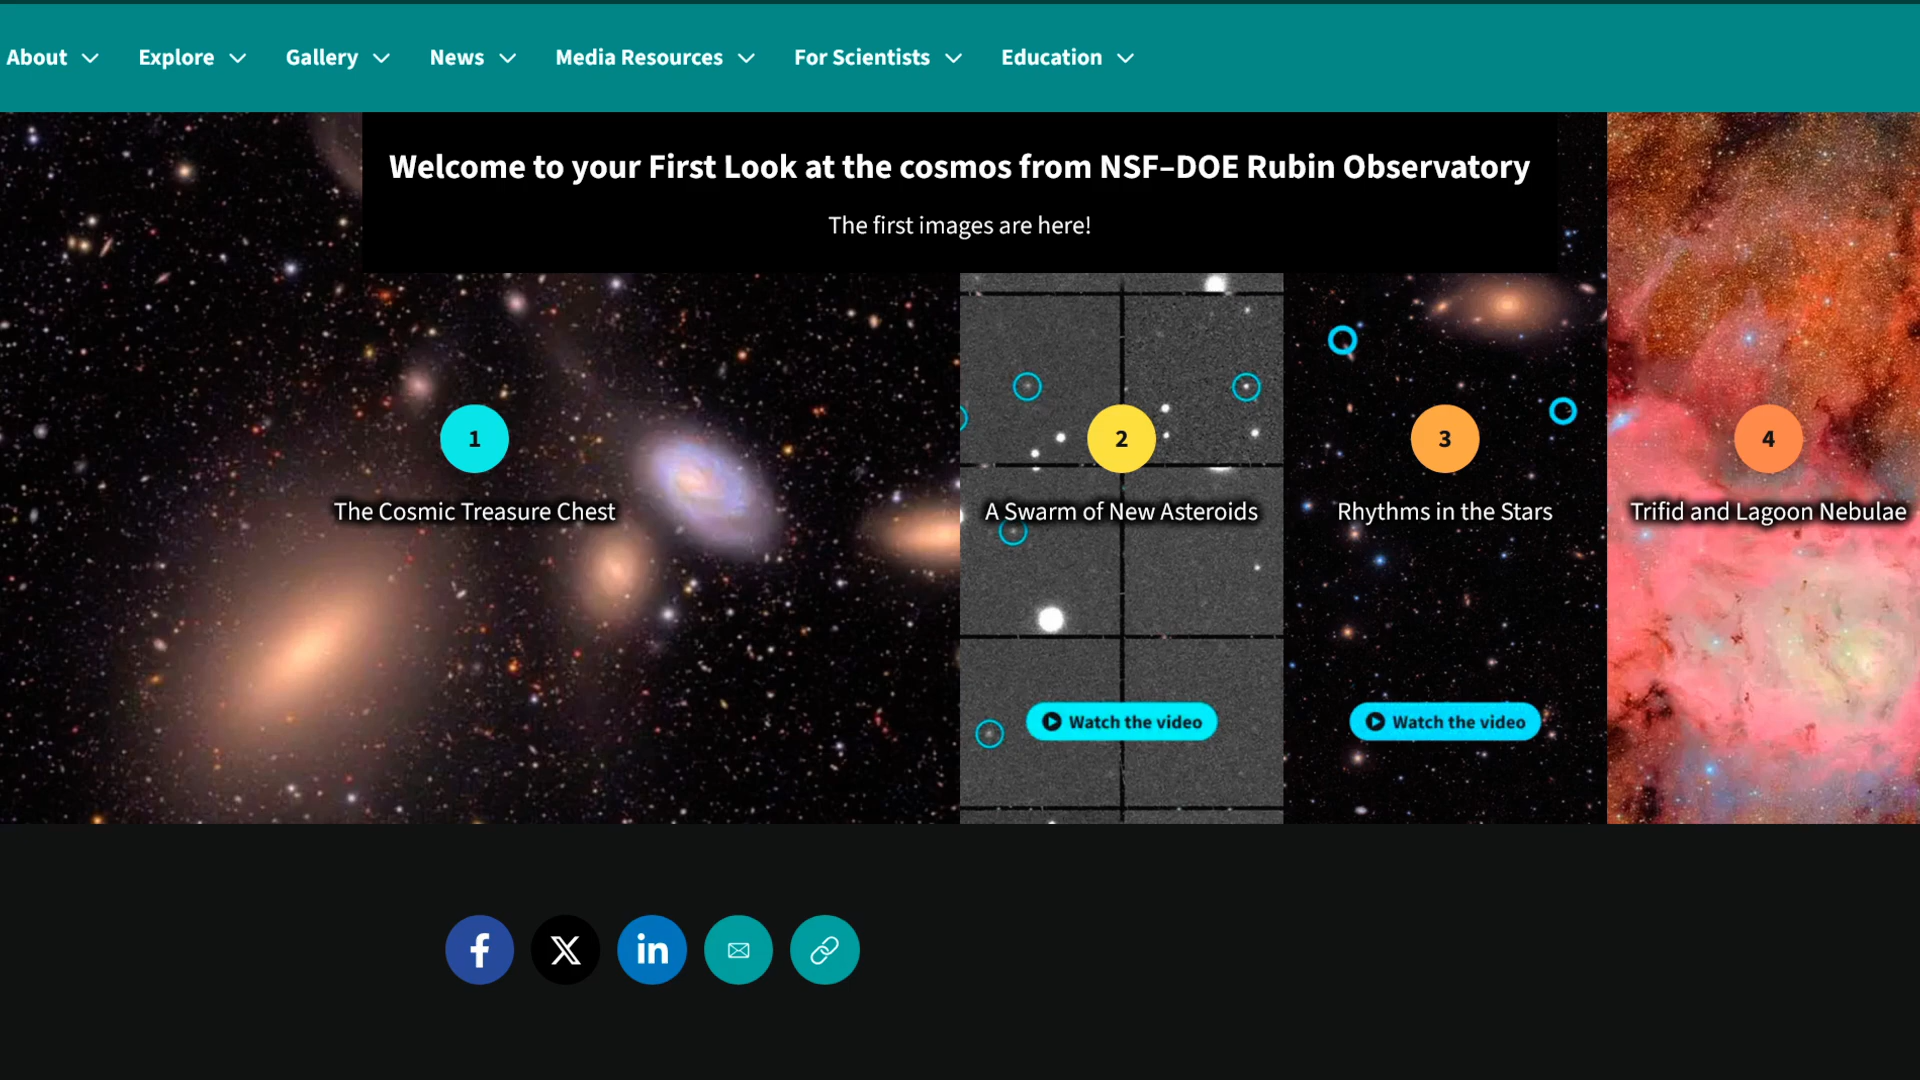 About
Explore
Gallery
News
Media Resources
For Scientists
Education
Welcome to your First Look at the cosmos from NSF–DOE Rubin Observatory
The first images are here!
1
The Cosmic Treasure Chest
2
A Swarm of New Asteroids
Watch the video
3
Rhythms in the Stars
Watch the video
4
Trifid and Lagoon Nebulae